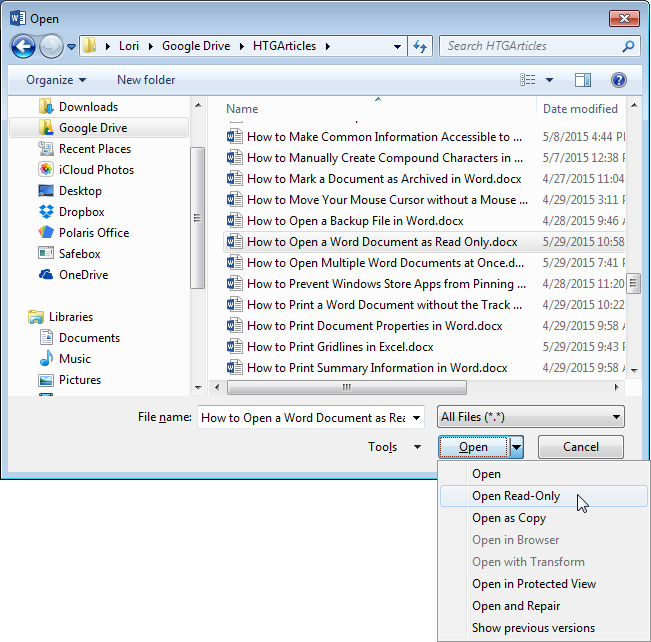 Open
Lori Google Drive HTGArticles Search HTGArticles
Organize New folder
Name Date modified
Downloads
Google Drive
Recent Places
iCloud Photos
Desktop
Dropbox
Polaris Office
Safebox
OneDrive
Libraries
Documents
Music
Pictures
How to Make Common Information Accessible to ... 5/8/2015 4:44 P
How to Manually Create Compound Characters in ... 5/7/2015 12:38 P
How to Mark a Document as Archived in Word.docx 4/27/2015 11:04
How to Move Your Mouse Cursor without a Mouse ... 4/29/2015 3:11 P
How to Open a Backup File in Word.docx 4/28/2015 9:46 A
How to Open a Word Document as Read Only.docx 5/29/2015 10:58
How to Open Multiple Word Documents at Once.d... 5/29/2015 7:41 P
How to Prevent Windows Store Apps from Pinning ... 4/28/2015 11:20
How to Print a Word Document without the Track ... 4/29/2015 10:22
How to Print Document Properties in Word.docx 4/29/2015 9:58 A
How to Print Gridlines in Excel.docx 5/29/2015 9:43 P
How to Print Summary Information in Word.docx 4/29/2015 9:58 A
File name: How to Open a Word Document as Rea All Files (*.*)
Tools Open Cancel
Open
Open Read-Only
Open as Copy
Open in Browser
Open with Transform
Open in Protected View
Open and Repair
Show previous versions